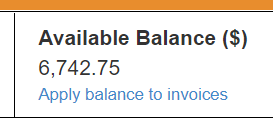 Available Balance ($)
6,742.75
Apply balance to invoices